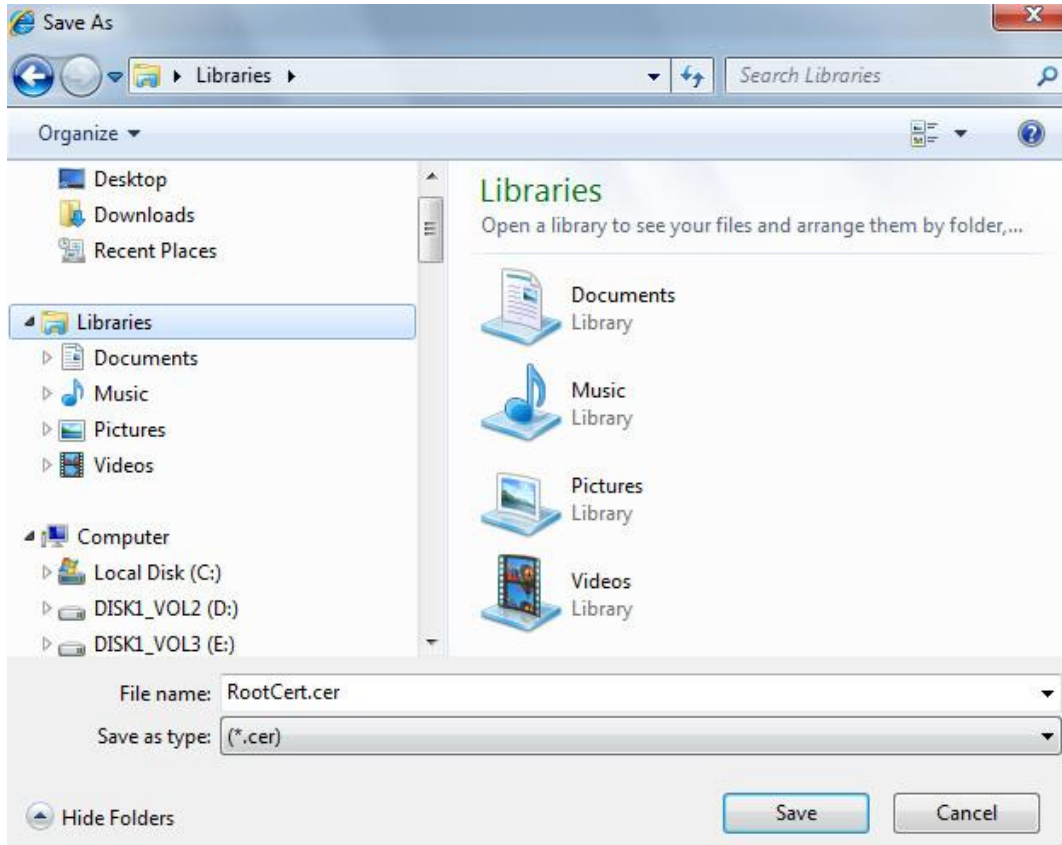 Save As
Libraries
Search Libraries
Organize
Desktop
Downloads
Recent Places
Libraries
Documents
Music
Pictures
Videos
Computer
Local Disk (C:)
DISK1_VOL2 (D:)
DISK1_VOL3 (E:)
Libraries
Open a library to see your files and arrange them by folder,...
Documents
Library
Music
Library
Pictures
Library
Videos
Library
File name: RootCert.cer
Save as type: (*.cer)
Hide Folders
Save
Cancel